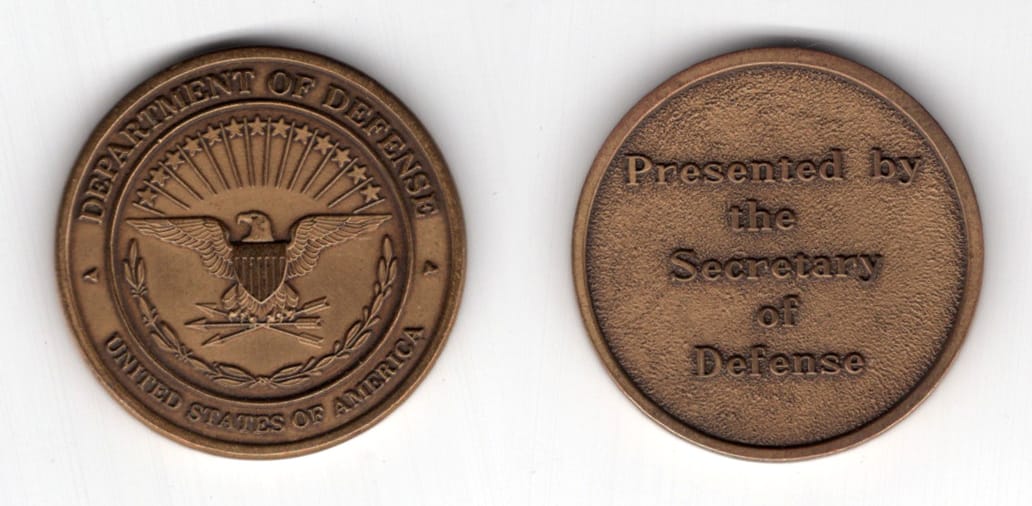 DEPARTMENT OF DEFENSE
UNITED STATES OF AMERICA
Presented by
the
Secretary
of
Defense